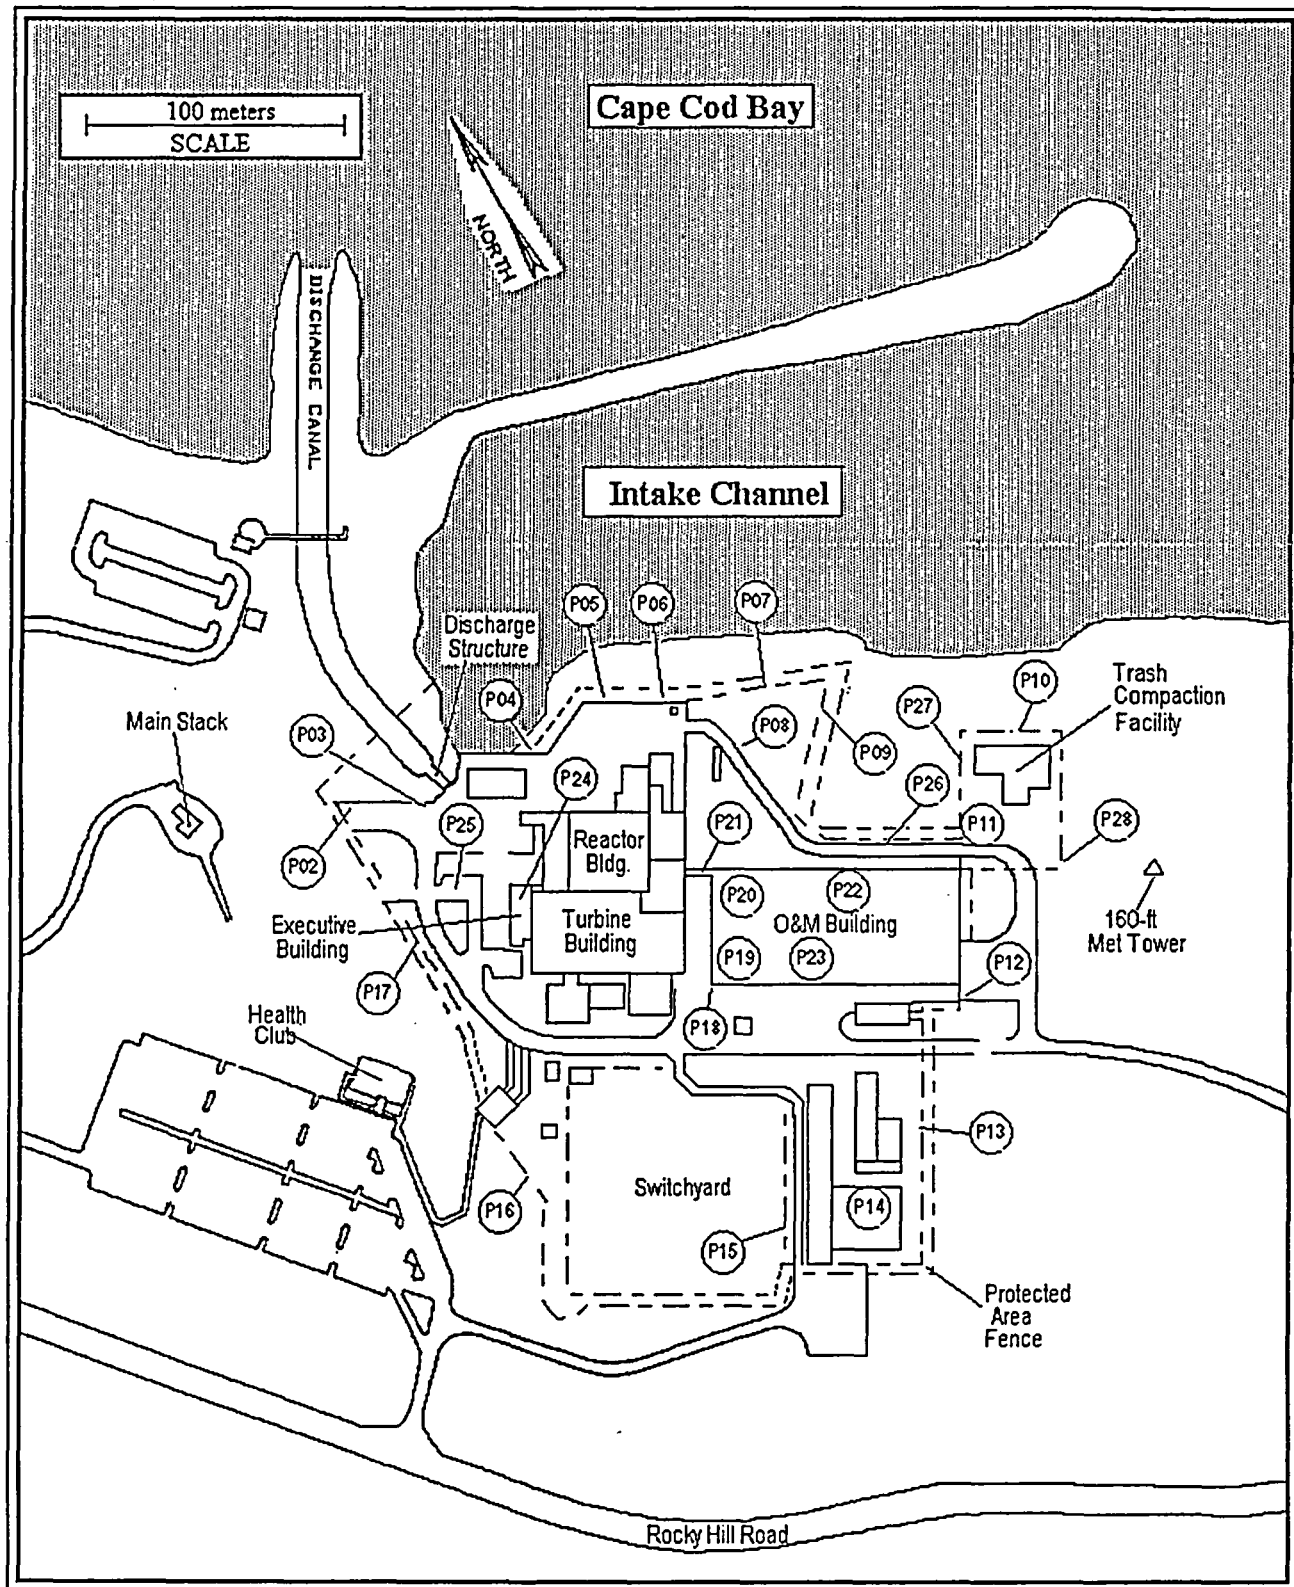 Cape Cod Bay
100 meters
SCALE
NORTH
DISCHANGE CANAL
Intake Channel
P05
P06
P07
Discharge
Structure
P04
P10
Trash
Compaction
Facility
P27
Main Stack
P03
P08
P09
P24
P26
P25
P21
P11
P28
Reactor
Bldg.
P02
P20
P22
Executive
Building
Turbine
Building
O&M Building
160-ft
Met Tower
P19
P23
P12
P17
Health
Club
P18
P13
Switchyard
P16
P14
P15
Protected
Area
Fence
Rocky Hill Road